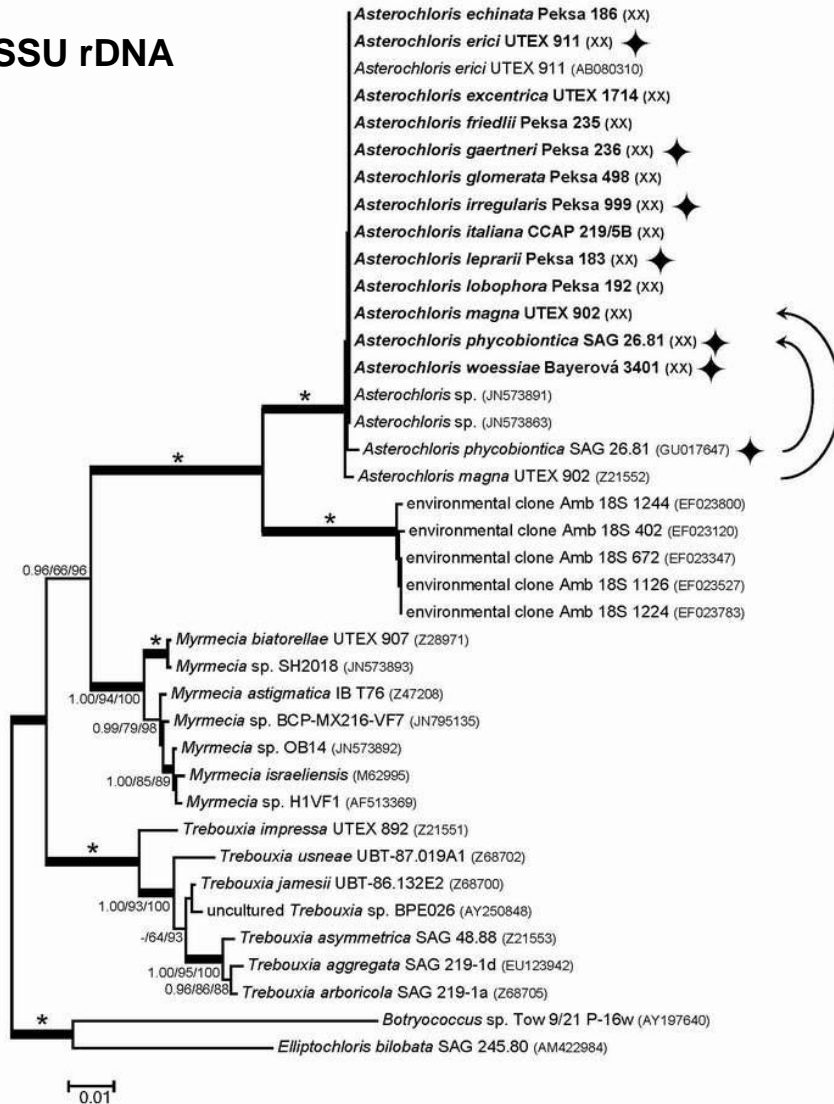 SSU rDNA
Asterochloris echinata Peksa 186 (XX)
Asterochloris erici UTEX 911 (XX)
Asterochloris erici UTEX 911 (AB080310)
Asterochloris excentrica UTEX 1714 (XX)
Asterochloris friedlii Peksa 235 (XX)
Asterochloris gaertneri Peksa 236 (XX)
Asterochloris glomerata Peksa 498 (XX)
Asterochloris irregularis Peksa 999 (XX)
Asterochloris italiana CCAP 219/5B (XX)
Asterochloris leprarii Peksa 183 (XX)
Asterochloris lobophora Peksa 192 (XX)
Asterochloris magna UTEX 902 (XX)
Asterochloris phycobiontica SAG 26.81 (XX)
Asterochloris woessiae Bayerová 3401 (XX)
*
Asterochloris sp. (JN573891)
Asterochloris sp. (JN573863)
*
Asterochloris phycobiontica SAG 26.81 (GU017647)
Asterochloris magna UTEX 902 (Z21552)
environmental clone Amb 18S 1244 (EF023800)
*
environmental clone Amb 18S 402 (EF023120)
environmental clone Amb 18S 672 (EF023347)
0.96/66/96
environmental clone Amb 18S 1126 (EF023527)
environmental clone Amb 18S 1224 (EF023783)
*
Myrmecia biatorellae UTEX 907 (Z28971)
Myrmecia sp. SH2018 (JN573893)
1.00/94/100
Myrmecia astigmatica IB T76 (Z47208)
0.99/79/98
Myrmecia sp. BCP-MX216-VF7 (JN795135)
Myrmecia sp. OB14 (JN573892)
1.00/85/89
Myrmecia israeliensis (M62995)
Myrmecia sp. H1VF1 (AF513369)
Trebouxia impressa UTEX 892 (Z21551)
*
Trebouxia usneae UBT-87.019A1 (Z68702)
Trebouxia jamesii UBT-86.132E2 (Z68700)
1.00/93/100
uncultured Trebouxia sp. BPE026 (AY250848)
-/64/93
Trebouxia asymmetrica SAG 48.88 (Z21553)
1.00/95/100
Trebouxia aggregata SAG 219-1d (EU123942)
0.96/86/88
Trebouxia arboricola SAG 219-1a (Z68705)
*
Botryococcus sp. Tow 9/21 P-16w (AY197640)
Elliptochloris bilobata SAG 245.80 (AM422984)
0.01